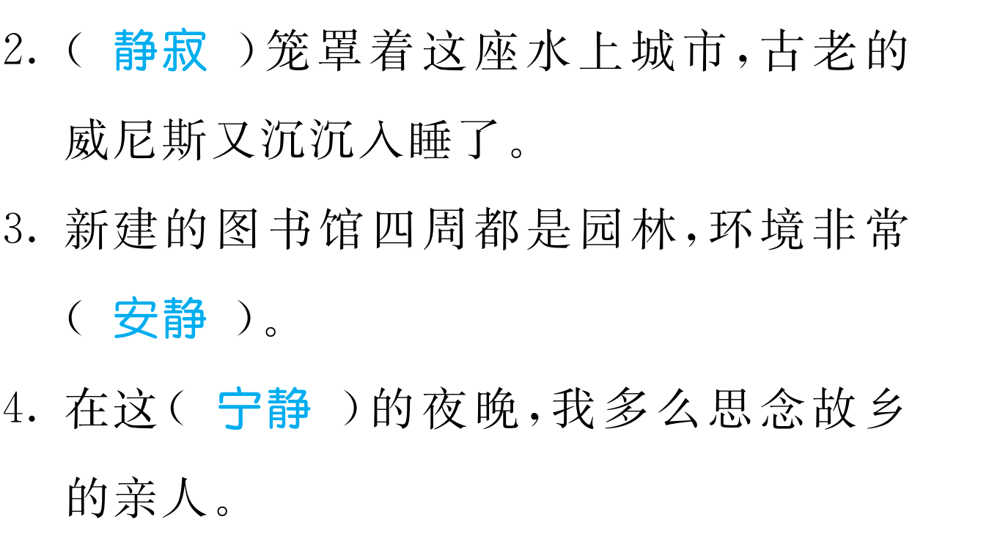 2. ( 静寂 )笼罩着这座水上城市,古老的
威尼斯又沉沉入睡了。
3. 新建的图书馆四周都是园林,环境非常
( 安静 )。
4. 在这( 宁静 )的夜晚,我多么思念故乡
的亲人。